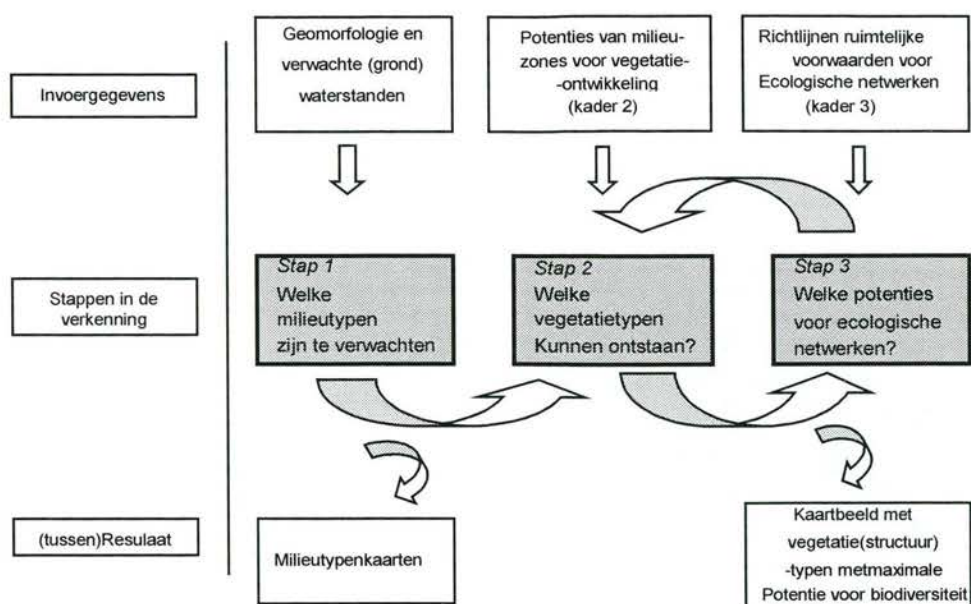 Invoergegevens
Geomorfologie en
verwachte (grond)
waterstanden
Potenties van milieu-
zones voor vegetatie-
-ontwikkeling
(kader 2)
Richtlijnen ruimtelijke
voorwaarden voor
Ecologische netwerken
(kader 3)
Stappen in de
verkenning
Stap 1
Welke
milieutypen
zijn te verwachten
Stap 2
Welke
vegetatietypen
Kunnen ontstaan?
Stap 3
Welke potenties
voor ecologische
netwerken?
(tussen)Resulaat
Milieutypenkaarten
Kaartbeeld met
vegetatie(structuur)
-typen metmaximale
Potentie voor biodiversiteit